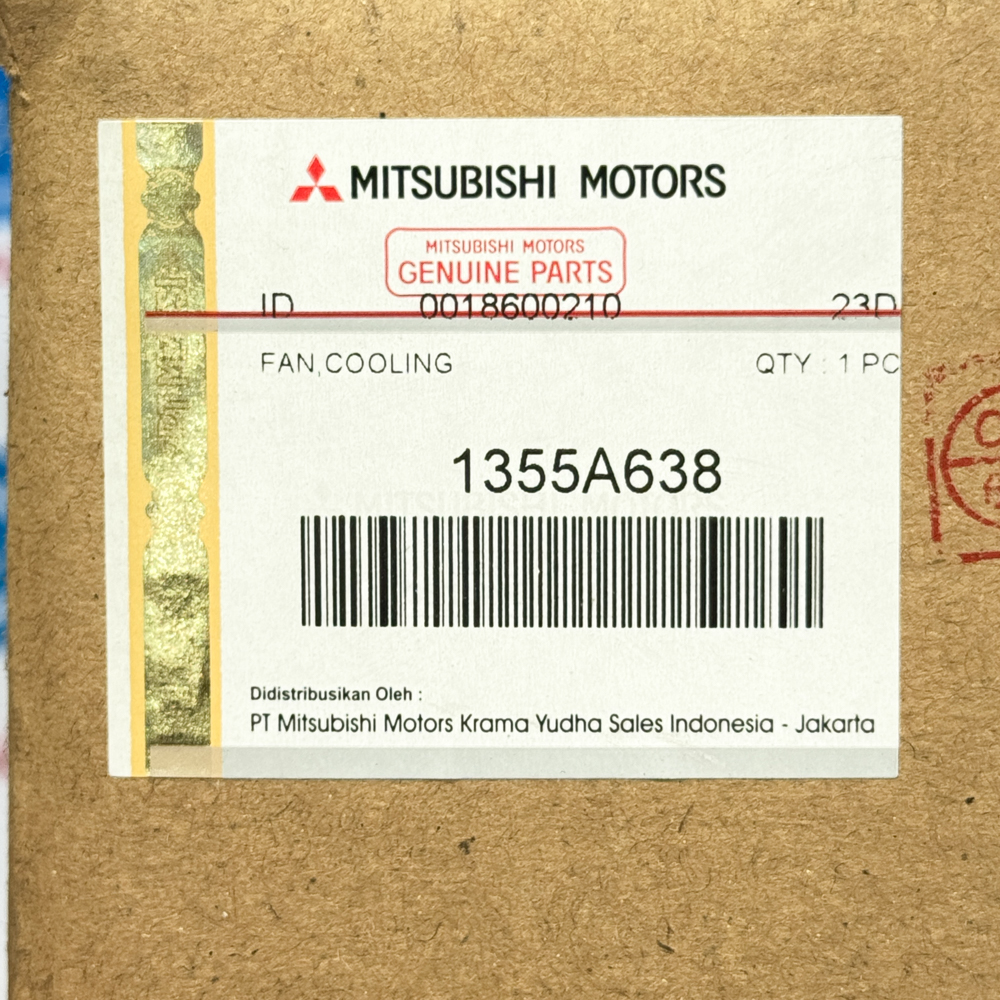 MITSUBISHI MOTORS
MITSUBISHI MOTORS
GENUINE PARTS
ID 0018600210 23D
FAN,COOLING QTY : 1 PC
1355A638
Didistribusikan Oleh :
PT Mitsubishi Motors Krama Yudha Sales Indonesia - Jakarta